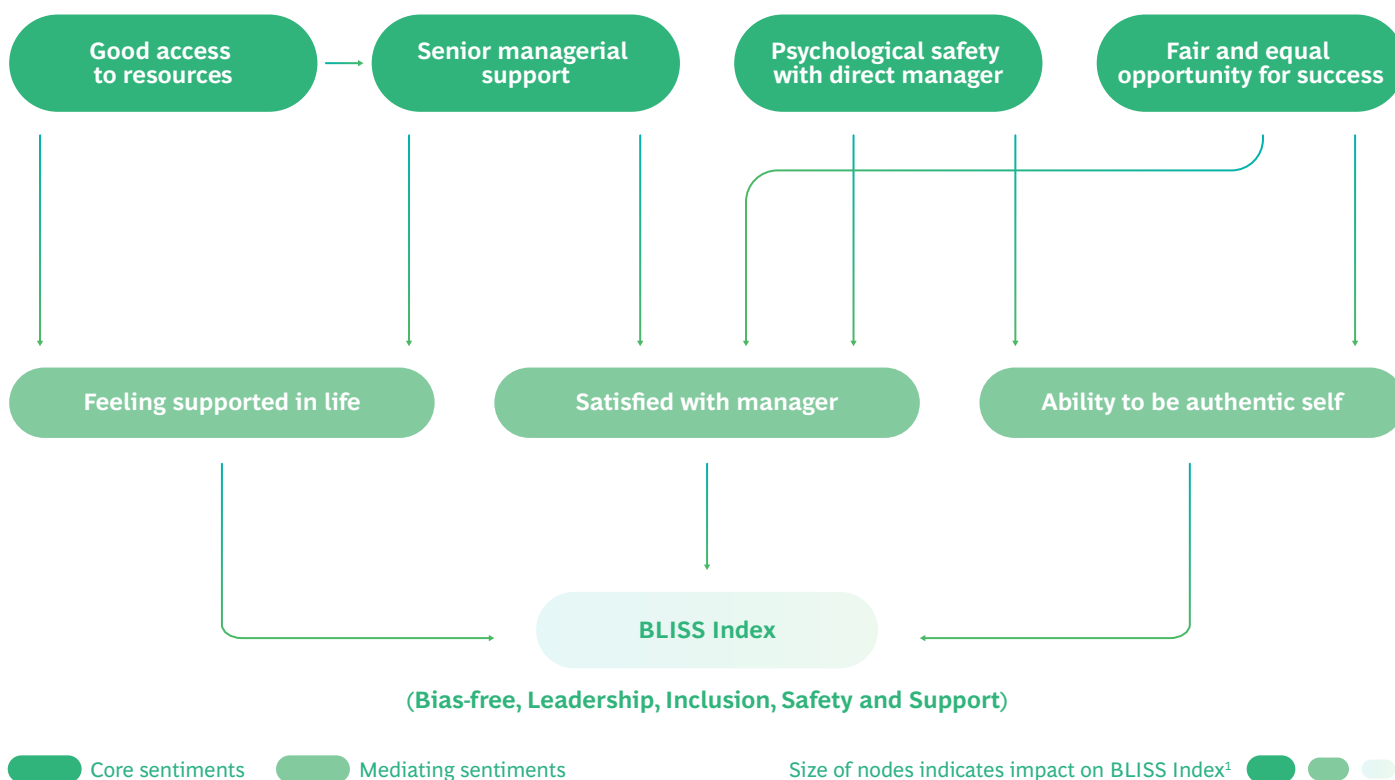 Good access
to resources
Senior managerial
support
Psychological safety
with direct manager
Fair and equal
opportunity for success
Feeling supported in life
Satisfied with manager
Ability to be authentic self
BLISS Index
(Bias-free, Leadership, Inclusion, Safety and Support)
Core sentiments
Mediating sentiments
Size of nodes indicates impact on BLISS Index¹